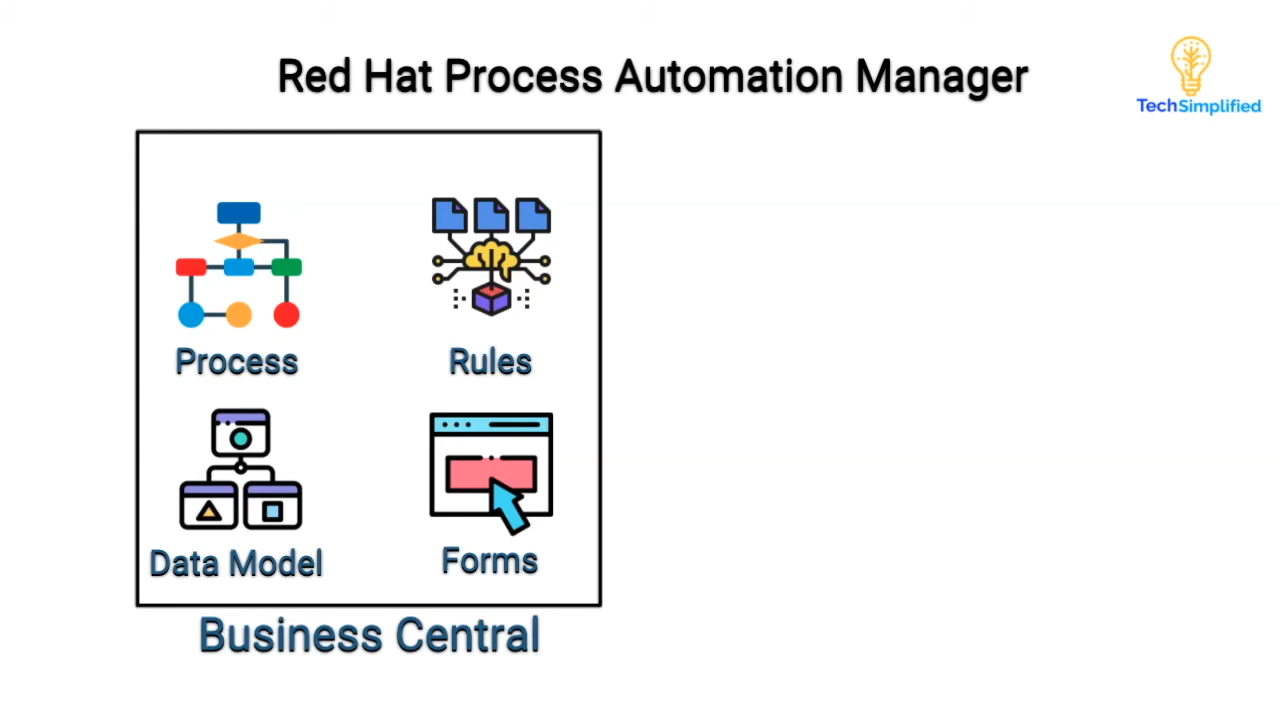 Red Hat Process Automation Manager
TechSimplified
Process
Rules
Data Model
Forms
Business Central